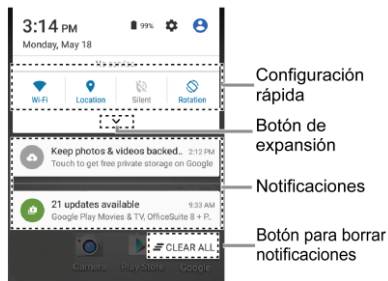 3:14 PM
99%
Monday, May 18
Wi-Fi
Location
Silent
Rotation
Configuración
rápida
Botón de
expansión
Keep photos & videos backed.. 2:12 PM
Touch to get free private storage on Google
Notificaciones
21 updates available 9:33 AM
Google Play Movies & TV, OfficeSuite 8 + P..
CLEAR ALL
Botón para borrar
notificaciones
Camera
Play Store
Google